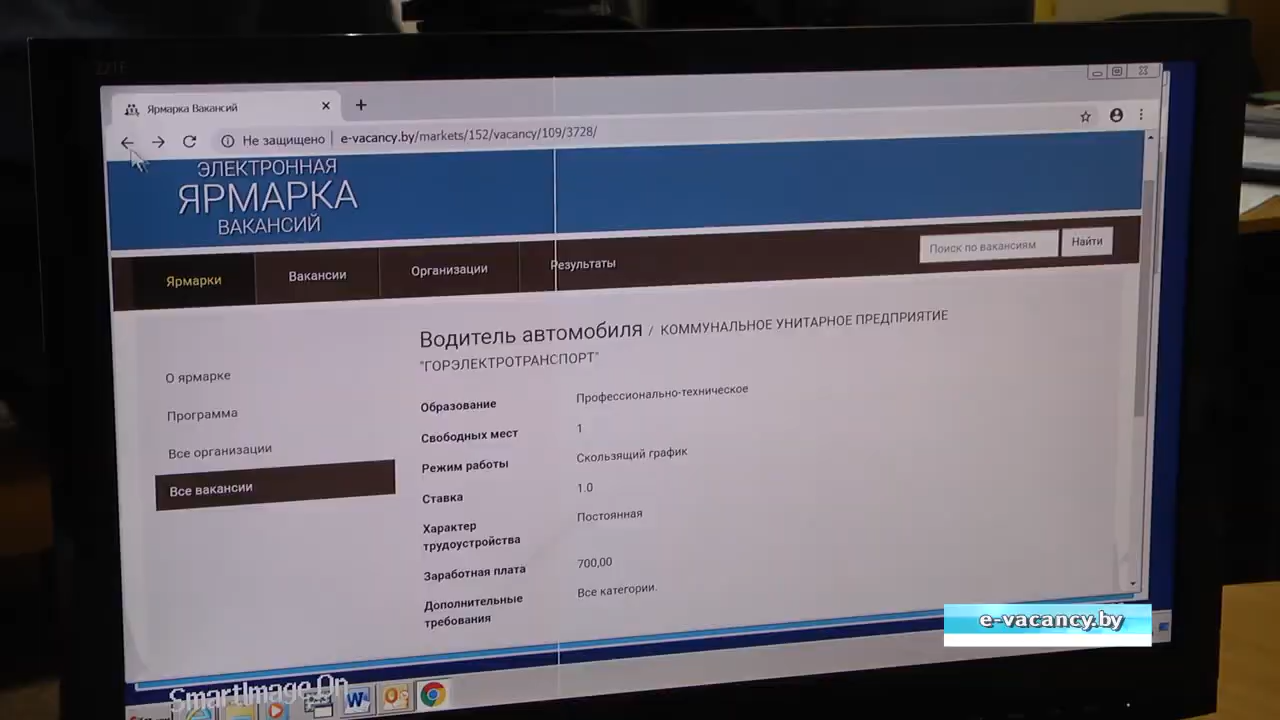 221E
Ярмарка Вакансий
Не защищено e-vacancy.by/markets/152/vacancy/109/3728/
ЭЛЕКТРОННАЯ
ЯРМАРКА
ВАКАНСИЙ
Ярмарки Вакансии Организации Результаты Поиск по вакансиям Найти
О ярмарке
Программа
Все организации
Все вакансии
Водитель автомобиля / КОММУНАЛЬНОЕ УНИТАРНОЕ ПРЕДПРИЯТИЕ
"ГОРЭЛЕКТРОТРАНСПОРТ"
Образование Профессионально-техническое
Свободных мест 1
Режим работы Скользящий график
Ставка 1.0
Характер трудоустройства Постоянная
Заработная плата 700,00
Дополнительные требования Все категории.
e-vacancy.by
SmartImage On